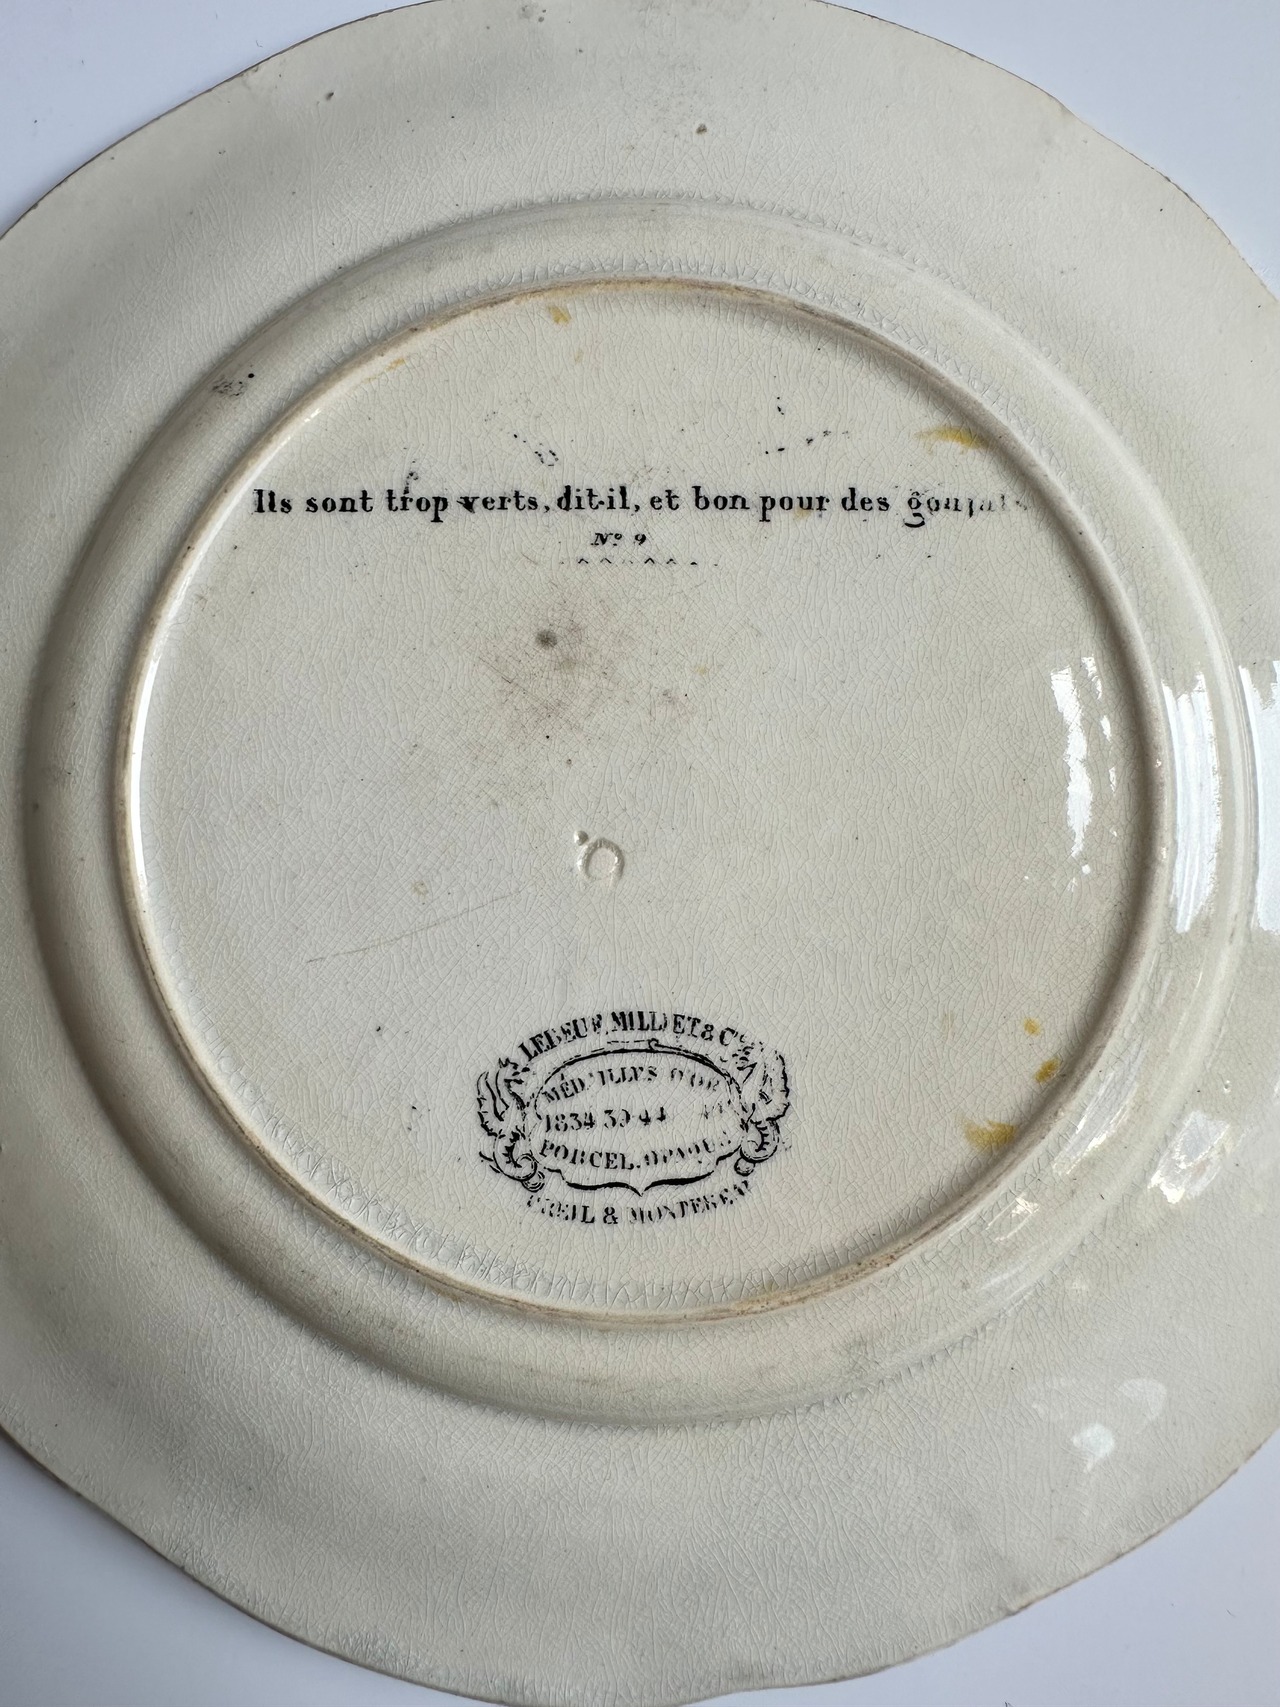 Ils sont trop verts, dit-il, et bon pour des goujats
Nº 9
LEBEUF, MILLIET & Cie
MÉDAILLES D'OR
1834 39 44
PORCEL. OPAQUE
CREIL & MONTEREAU